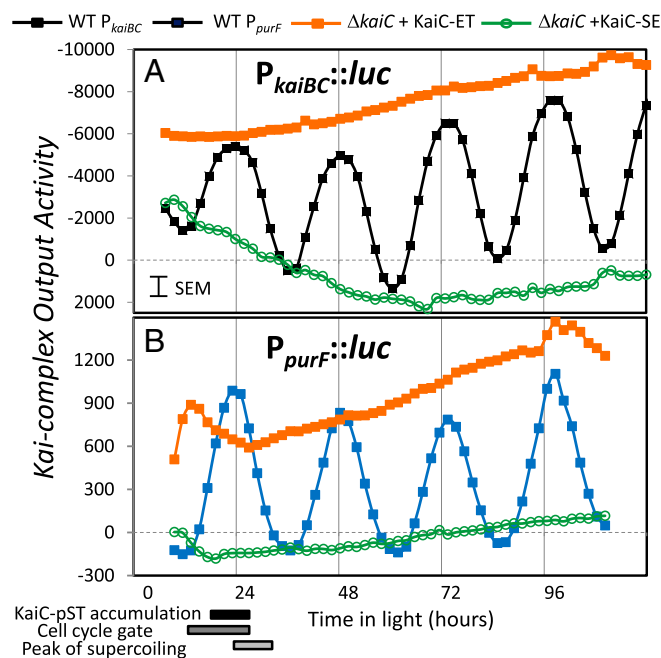 WT PkaiBC WT PpurF ΔkaiC + KaiC-ET ΔkaiC +KaiC-SE
Kai-complex Output Activity
A
PkaiBC::luc
-10000
-8000
-6000
-4000
-2000
0
2000
SEM
B
PpurF::luc
1200
900
600
300
0
-300
0 24 48 72 96
Time in light (hours)
KaiC-pST accumulation
Cell cycle gate
Peak of supercoiling